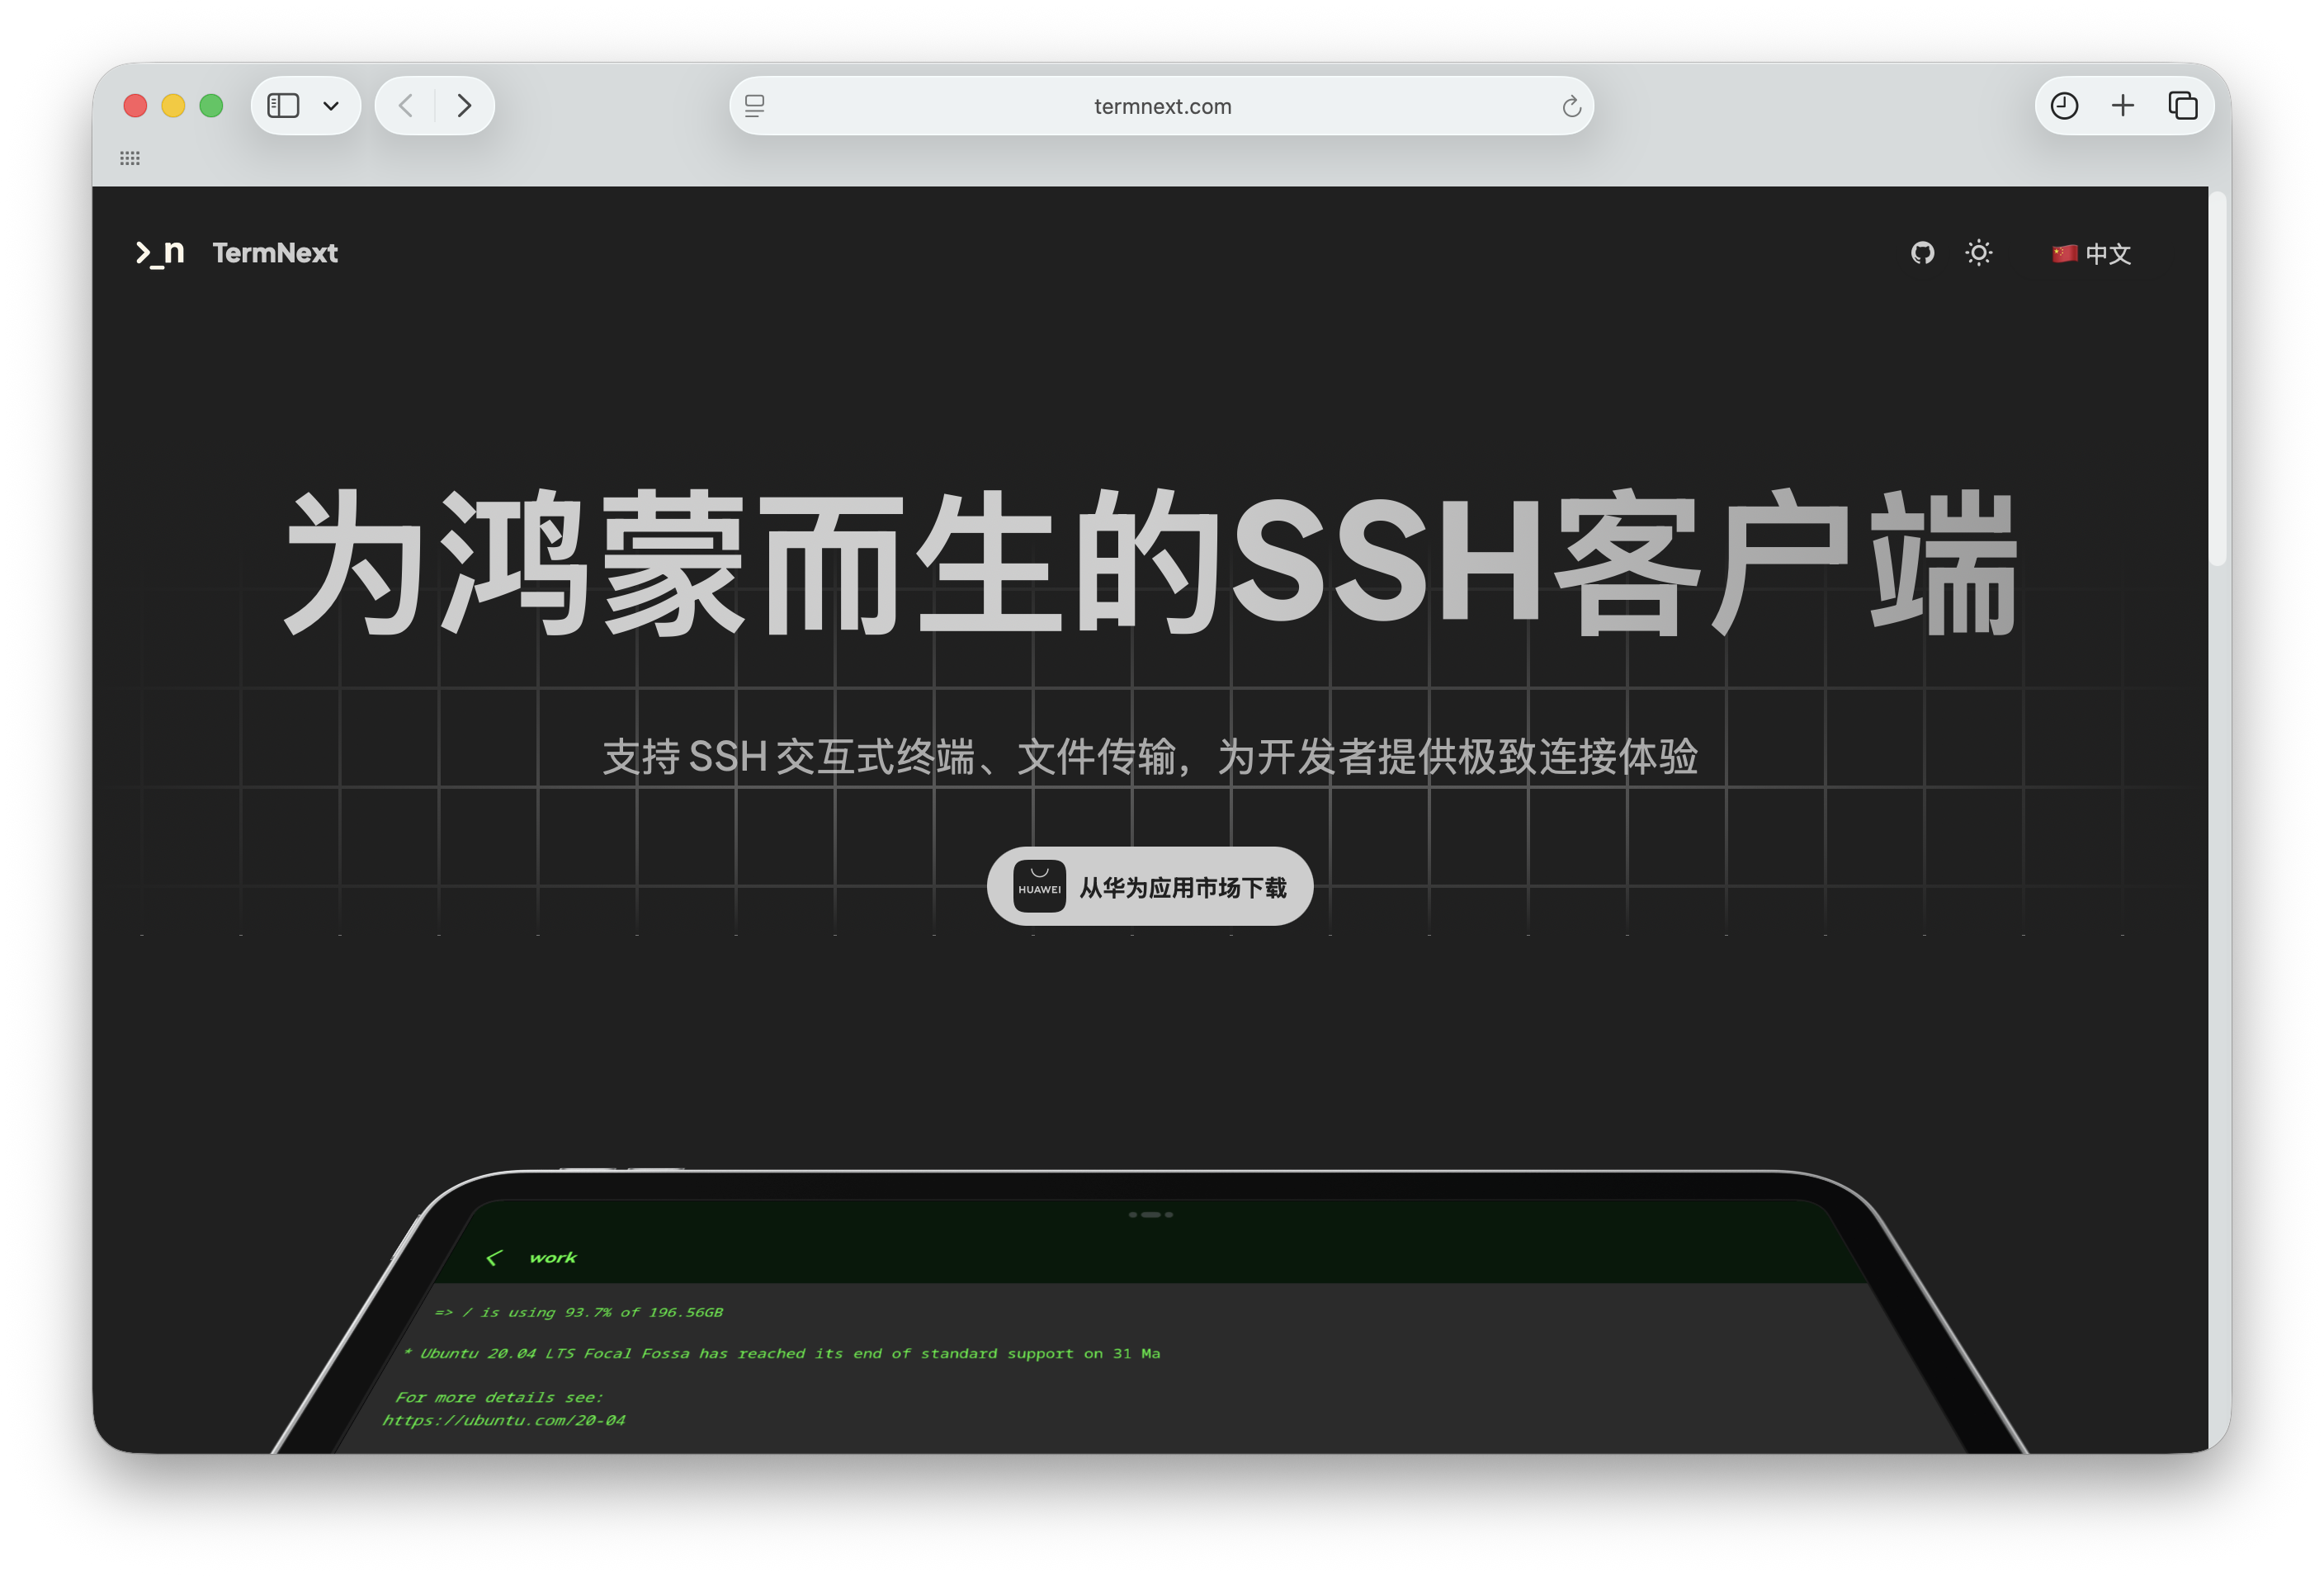 termnext.com
>_n TermNext
🇨🇳 中文
为鸿蒙而生的SSH客户端
支持 SSH 交互式终端、文件传输，为开发者提供极致连接体验
HUAWEI 从华为应用市场下载
work
=> / is using 93.7% of 196.56GB
* Ubuntu 20.04 LTS Focal Fossa has reached its end of standard support on 31 Ma
For more details see:
https://ubuntu.com/20-04